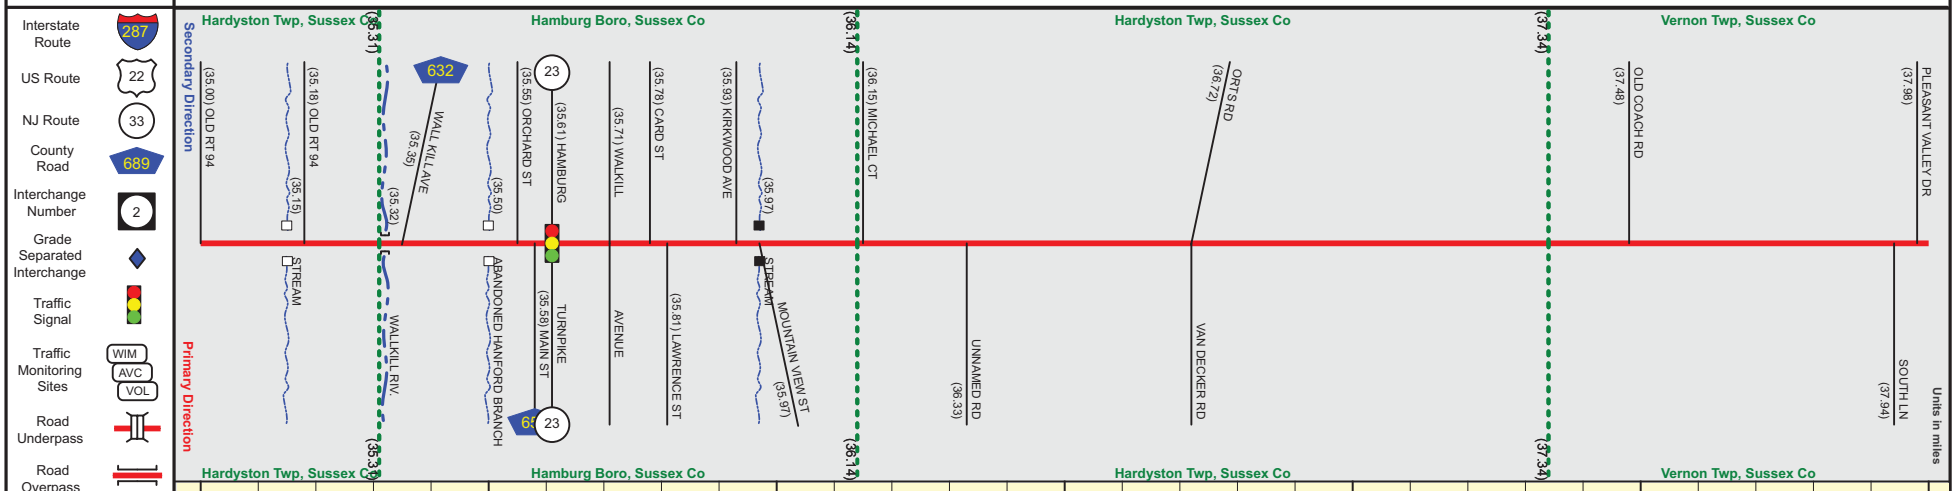 Interstate
Route
287
US Route
22
NJ Route
33
County
Road
689
Interchange
Number
2
Grade
Separated
Interchange
Traffic
Signal
Traffic
Monitoring
Sites
WIM
AVC
VOL
Road
Underpass
Road
Overpass
Secondary Direction
Primary Direction
Hardyston Twp, Sussex Co
(35.31)
Hamburg Boro, Sussex Co
(36.14)
Hardyston Twp, Sussex Co
(37.34)
Vernon Twp, Sussex Co
(35.00) OLD RT 94
(35.15)
STREAM
(35.18) OLD RT 94
(35.32)
WALLKILL RIV.
632
WALL KILL AVE
(35.35)
(35.50)
ABANDONED HANFORD BRANCH
(35.55) ORCHARD ST
(35.58) MAIN ST
23
(35.61) HAMBURG
TURNPIKE
23
(35.71) WALKILL
AVENUE
(35.78) CARD ST
(35.81) LAWRENCE ST
(35.93) KIRKWOOD AVE
(35.97)
STREAM
MOUNTAIN VIEW ST
(35.97)
(36.15) MICHAEL CT
UNNAMED RD
(36.33)
ORTS RD
(36.72)
VAN DECKER RD
OLD COACH RD
(37.48)
SOUTH LN
(37.94)
PLEASANT VALLEY DR
(37.98)
Units in miles
Hardyston Twp, Sussex Co
(35.31)
Hamburg Boro, Sussex Co
(36.14)
Hardyston Twp, Sussex Co
(37.34)
Vernon Twp, Sussex Co